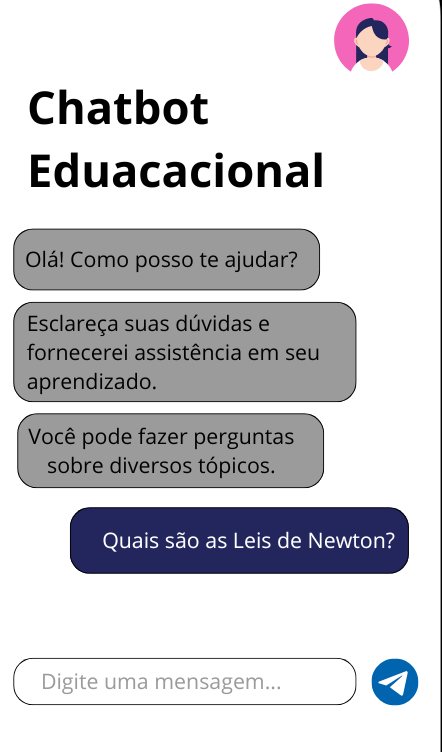 Chatbot
Eduacacional
Olá! Como posso te ajudar?
Esclareça suas dúvidas e
fornecerei assistência em seu
aprendizado.
Você pode fazer perguntas
sobre diversos tópicos.
Quais são as Leis de Newton?
Digite uma mensagem...